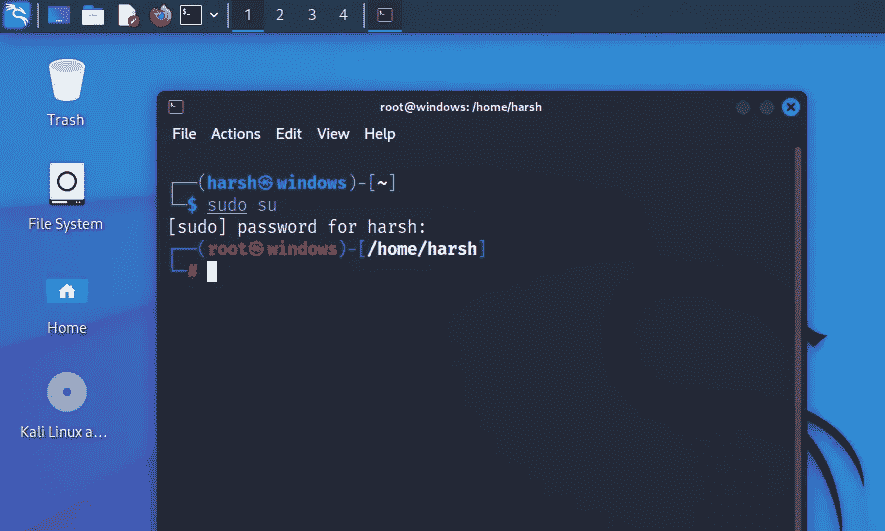 1 2 3 4
Trash
File System
Home
Kali Linux a...
root@windows: /home/harsh
File Actions Edit View Help
┌──(harsh㉿windows)-[~]
└─$ sudo su
[sudo] password for harsh:
┌──(root㉿windows)-[/home/harsh]
└─#